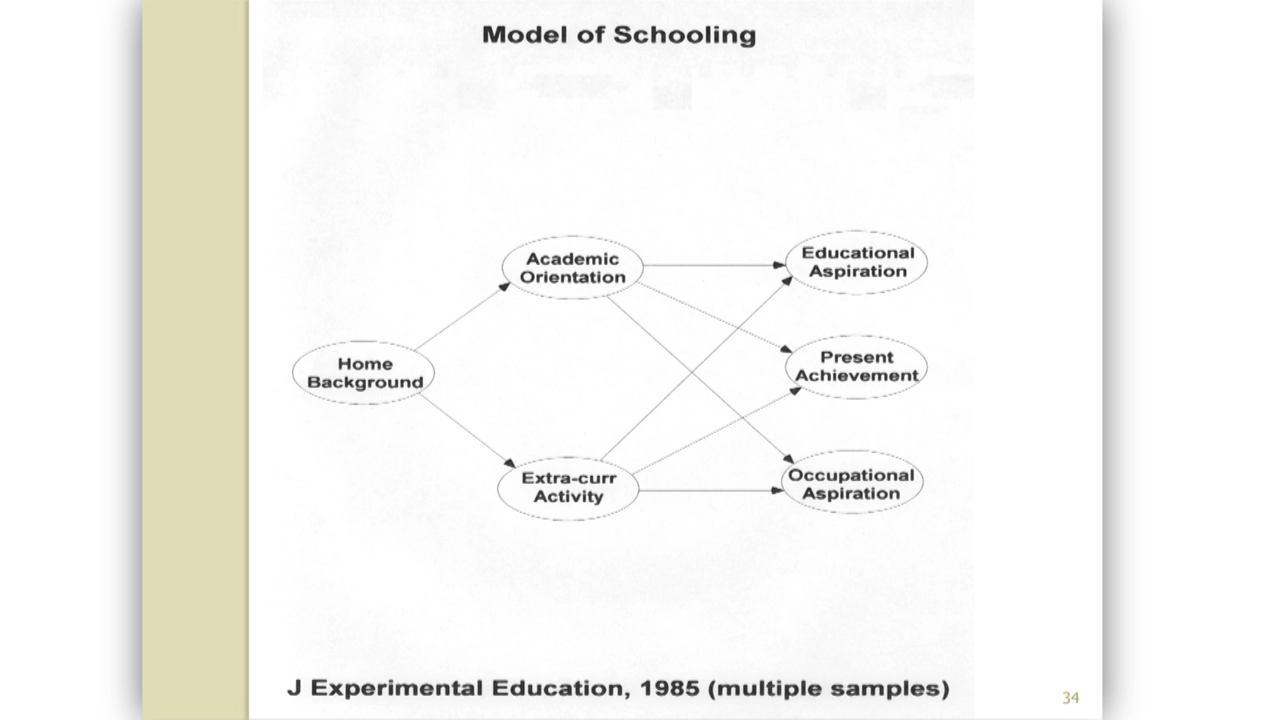 Model of Schooling
Academic
Orientation
Educational
Aspiration
Home
Background
Present
Achievement
Extra-curr
Activity
Occupational
Aspiration
J Experimental Education, 1985 (multiple samples)
34